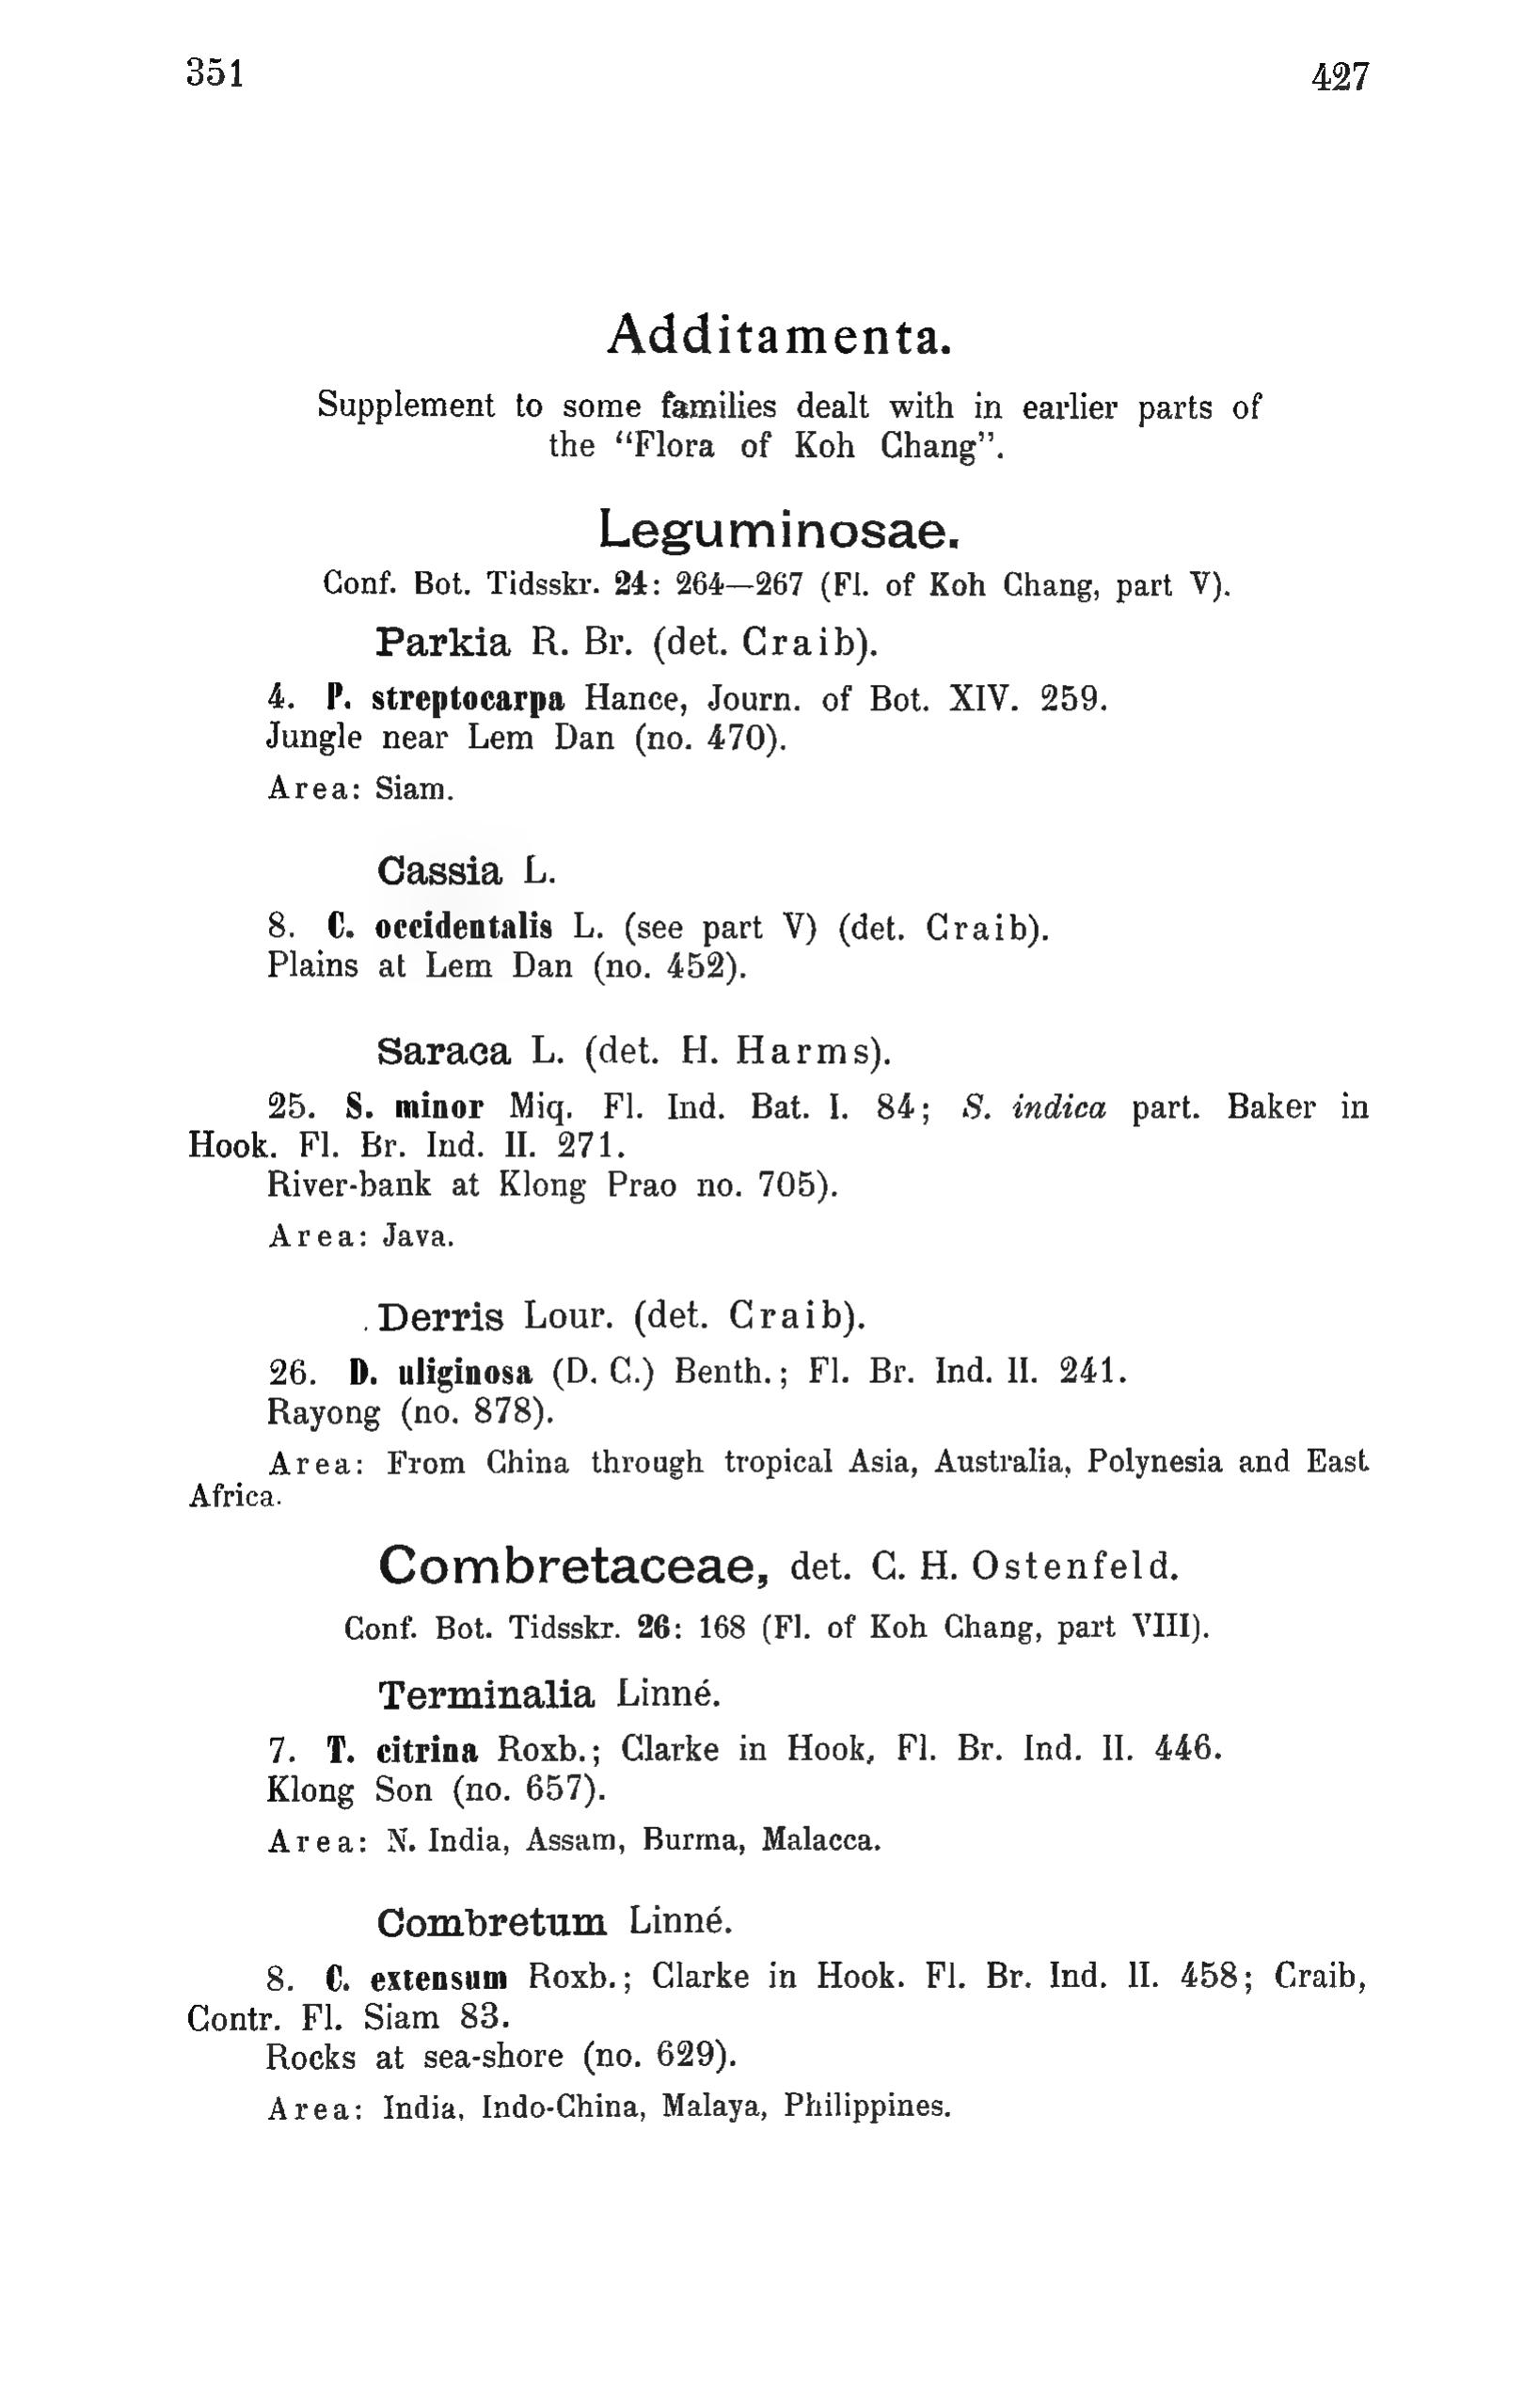 351 427
Additamenta.
Supplement to some families dealt with in earlier parts of
the “Flora of Koh Chang”.
Leguminosae.
Conf. Bot. Tidsskr. 24: 264—267 (Fl. of Koh Chang, part V).
Parkia R. Br. (det. Craib).
4. P. streptocarpa Hance, Journ. of Bot. XIV. 259.
Jungle near Lem Dan (no. 470).
Area: Siam.
Cassia L.
8. C. occidentalis L. (see part V) (det. Craib).
Plains at Lem Dan (no. 452).
Saraca L. (det. H. Harms).
25. S. minor Miq. Fl. Ind. Bat. I. 84; S. indica part. Baker in
Hook. Fl. Br. Ind. II. 271.
River-bank at Klong Prao no. 705).
Area: Java.
Derris Lour. (det. Craib).
26. D. uliginosa (D. C.) Benth.; Fl. Br. Ind. II. 241.
Rayong (no. 878).
Area: From China through tropical Asia, Australia, Polynesia and East
Africa.
Combretaceae, det. C. H. Ostenfeld.
Conf. Bot. Tidsskr. 26: 168 (Fl. of Koh Chang, part VIII).
Terminalia Linné.
7. T. citrina Roxb.; Clarke in Hook, Fl. Br. Ind. II. 446.
Klong Son (no. 657).
Area: N. India, Assam, Burma, Malacca.
Combretum Linné.
8. C. extensum Roxb.; Clarke in Hook. Fl. Br. Ind. II. 458; Craib,
Contr. Fl. Siam 83.
Rocks at sea-shore (no. 629).
Area: India, Indo-China, Malaya, Philippines.